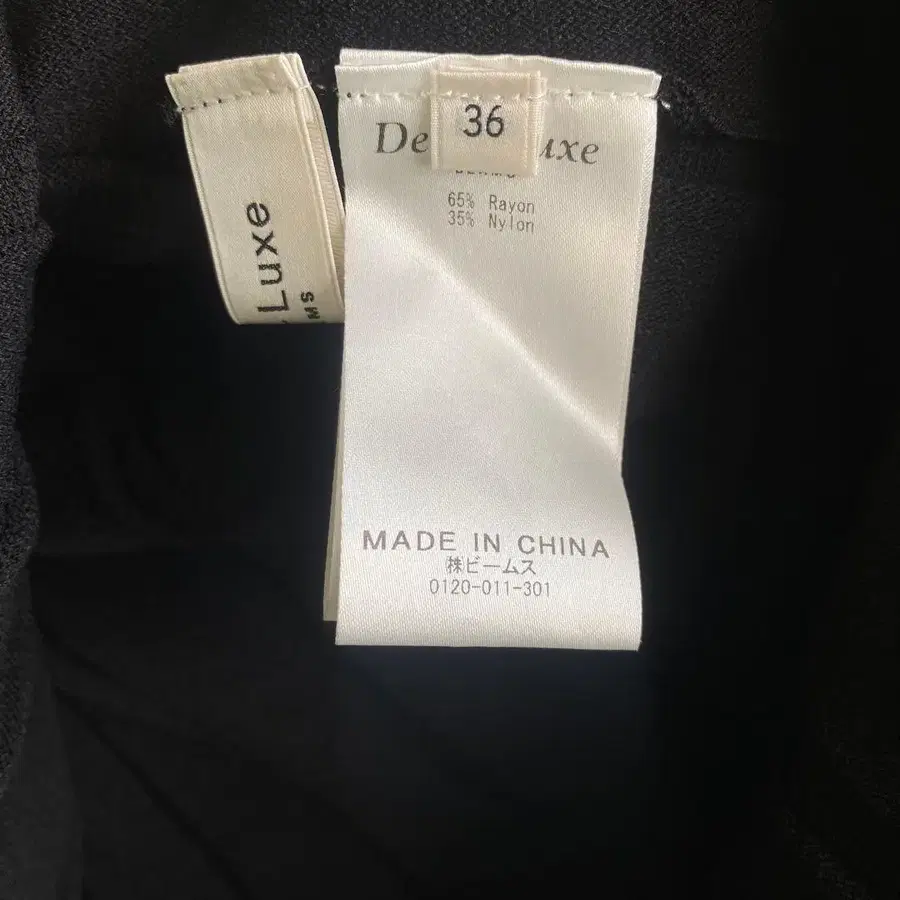 Luxe
MS
36
De uxe
65% Rayon
35% Nylon
MADE IN CHINA
㈱ビームス
0120-011-301